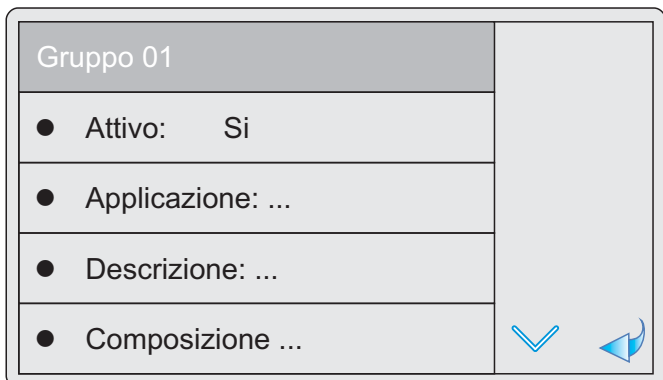 Gruppo 01
● Attivo: Si
● Applicazione: ...
● Descrizione: ...
● Composizione ...